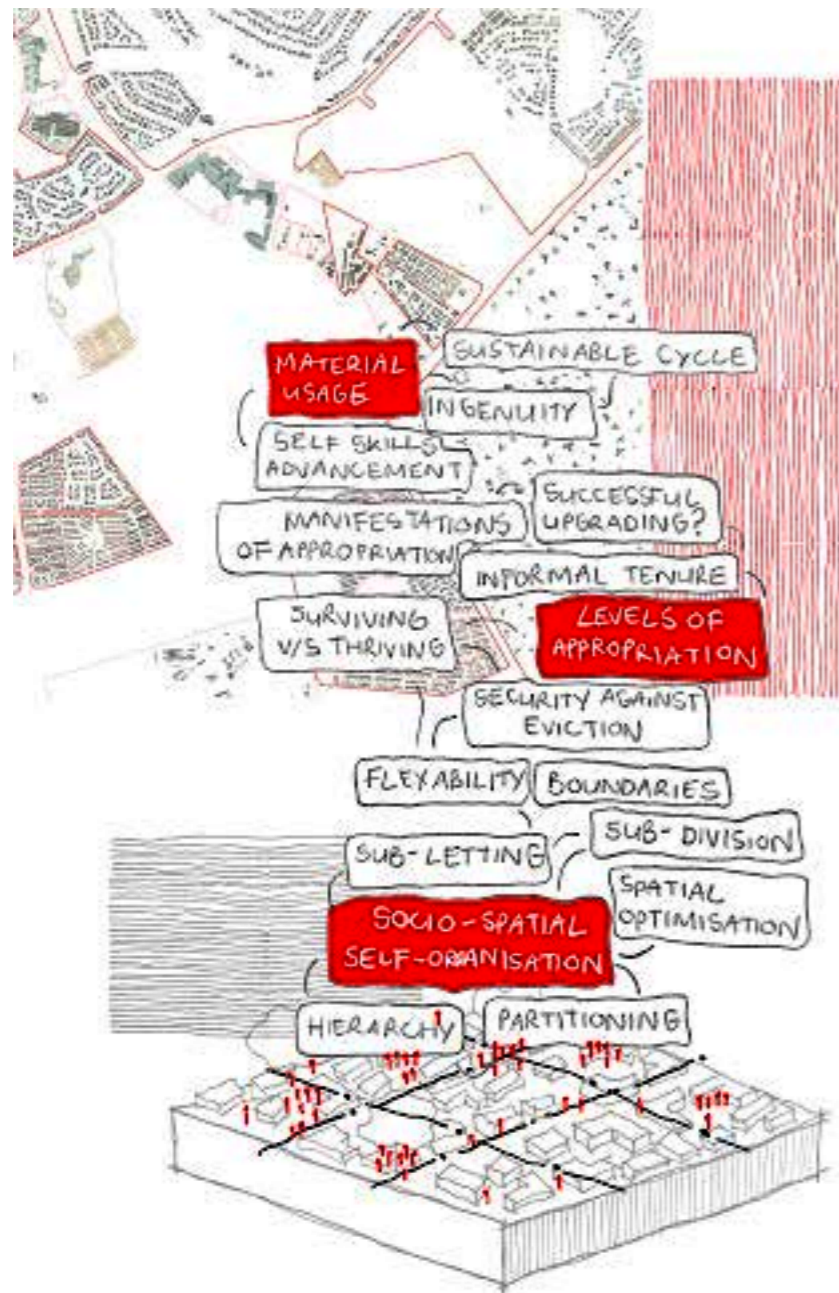 MATERIAL
USAGE
SUSTAINABLE CYCLE
INGENUITY
SELF SKILLS
ADVANCEMENT
SUCCESSFUL
UPGRADING?
MANIFESTATIONS
OF APPROPRIATION
INFORMAL TENURE
SURVIVING
V/S THRIVING
LEVELS OF
APPROPRIATION
SECURITY AGAINST
EVICTION
FLEXABILITY
BOUNDARIES
SUB-DIVISION
SUB-LETTING
SPATIAL
OPTIMISATION
SOCIO-SPATIAL
SELF-ORANISATION
HIERARCHY
PARTITIONING